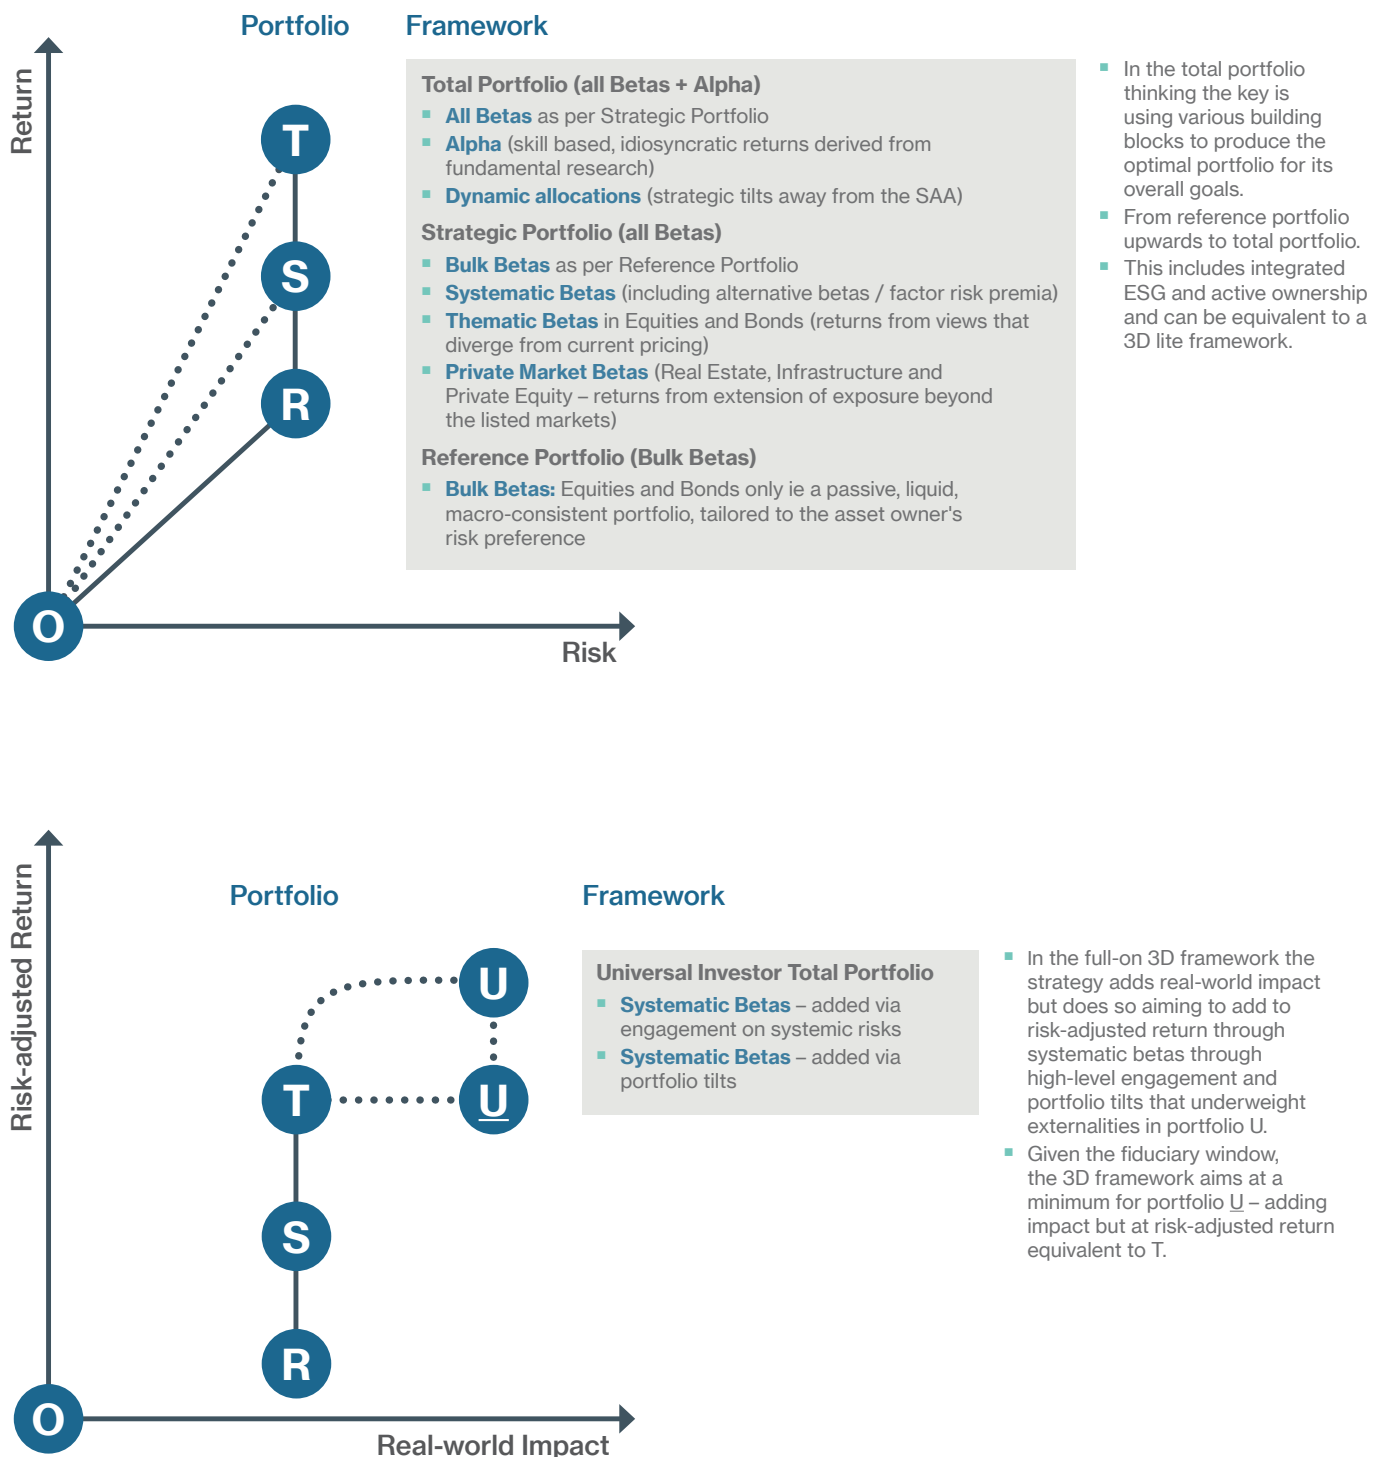 Portfolio
Framework
Return
T
S
R
O
Risk
Total Portfolio (all Betas + Alpha)
All Betas as per Strategic Portfolio
Alpha (skill based, idiosyncratic returns derived from
fundamental research)
Dynamic allocations (strategic tilts away from the SAA)
Strategic Portfolio (all Betas)
Bulk Betas as per Reference Portfolio
Systematic Betas (including alternative betas / factor risk premia)
Thematic Betas in Equities and Bonds (returns from views that
diverge from current pricing)
Private Market Betas (Real Estate, Infrastructure and
Private Equity – returns from extension of exposure beyond
the listed markets)
Reference Portfolio (Bulk Betas)
Bulk Betas: Equities and Bonds only ie a passive, liquid,
macro-consistent portfolio, tailored to the asset owner's
risk preference
In the total portfolio
thinking the key is
using various building
blocks to produce the
optimal portfolio for its
overall goals.
From reference portfolio
upwards to total portfolio.
This includes integrated
ESG and active ownership
and can be equivalent to a
3D lite framework.
Portfolio
Framework
Risk-adjusted Return
U
T
U
S
R
O
Real-world Impact
Universal Investor Total Portfolio
Systematic Betas – added via
engagement on systemic risks
Systematic Betas – added via
portfolio tilts
In the full-on 3D framework the
strategy adds real-world impact
but does so aiming to add to
risk-adjusted return through
systematic betas through
high-level engagement and
portfolio tilts that underweight
externalities in portfolio U.
Given the fiduciary window,
the 3D framework aims at a
minimum for portfolio U – adding
impact but at risk-adjusted return
equivalent to T.